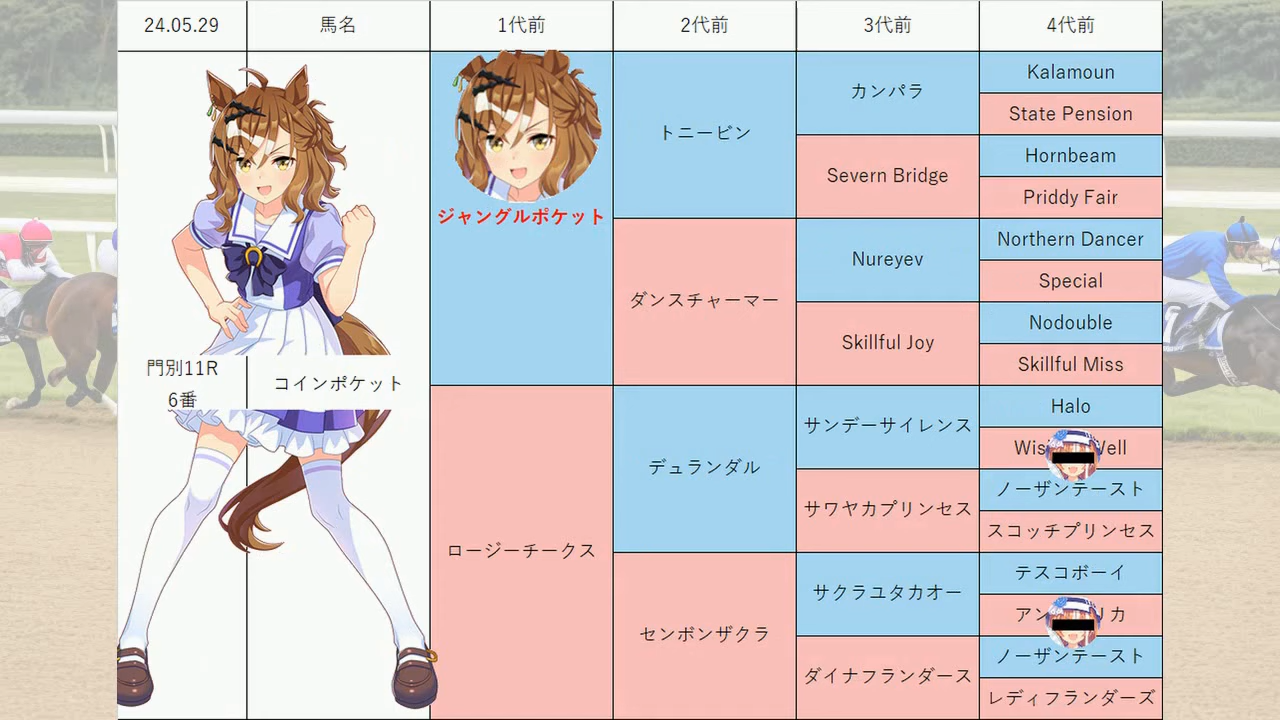 24.05.29 馬名 1代前 2代前 3代前 4代前
門別11R
6番
コインポケット
ジャングルポケット
ロージーチークス
トニービン
ダンスチャーマー
デュランダル
センボンザクラ
カンパラ
Severn Bridge
Nureyev
Skillful Joy
サンデーサイレンス
サワヤカプリンセス
サクラユタカオー
ダイナフランダース
Kalamoun
State Pension
Hornbeam
Priddy Fair
Northern Dancer
Special
Nodouble
Skillful Miss
Halo
ノーザンテースト
スコッチプリンセス
テスコボーイ
ノーザンテースト
レディフランダーズ